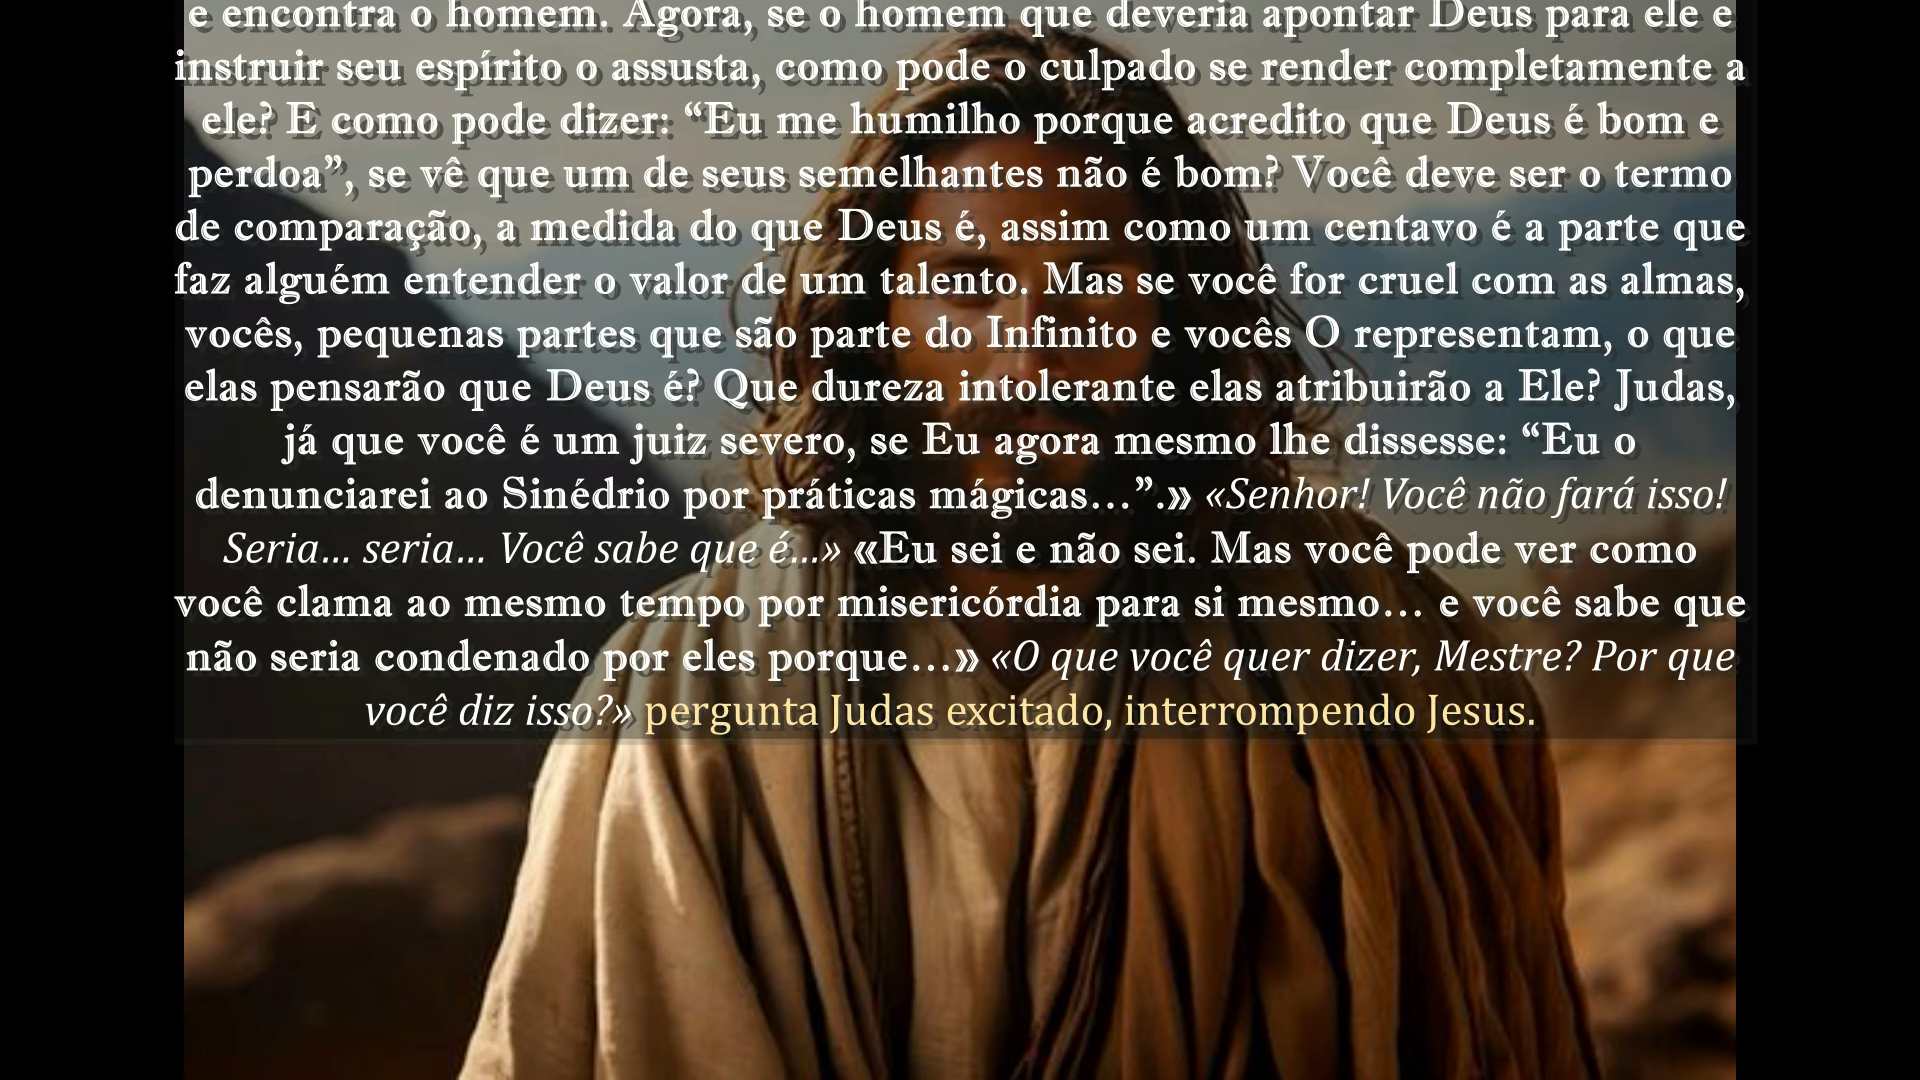 e encontra o homem. Agora, se o homem que deveria apontar Deus para ele e
instruir seu espírito o assusta, como pode o culpado se render completamente a
ele? E como pode dizer: “Eu me humilho porque acredito que Deus é bom e
perdoa”, se vê que um de seus semelhantes não é bom? Você deve ser o termo
de comparação, a medida do que Deus é, assim como um centavo é a parte que
faz alguém entender o valor de um talento. Mas se você for cruel com as almas,
vocês, pequenas partes que são parte do Infinito e vocês O representam, o que
elas pensarão que Deus é? Que dureza intolerante elas atribuirão a Ele? Judas,
já que você é um juiz severo, se Eu agora mesmo lhe dissesse: “Eu o
denunciarei ao Sinédrio por práticas mágicas…”.» «Senhor! Você não fará isso!
Seria… seria… Você sabe que é...» «Eu sei e não sei. Mas você pode ver como
você clama ao mesmo tempo por misericórdia para si mesmo… e você sabe que
não seria condenado por eles porque…» «O que você quer dizer, Mestre? Por que
você diz isso?» pergunta Judas excitado, interrompendo Jesus.